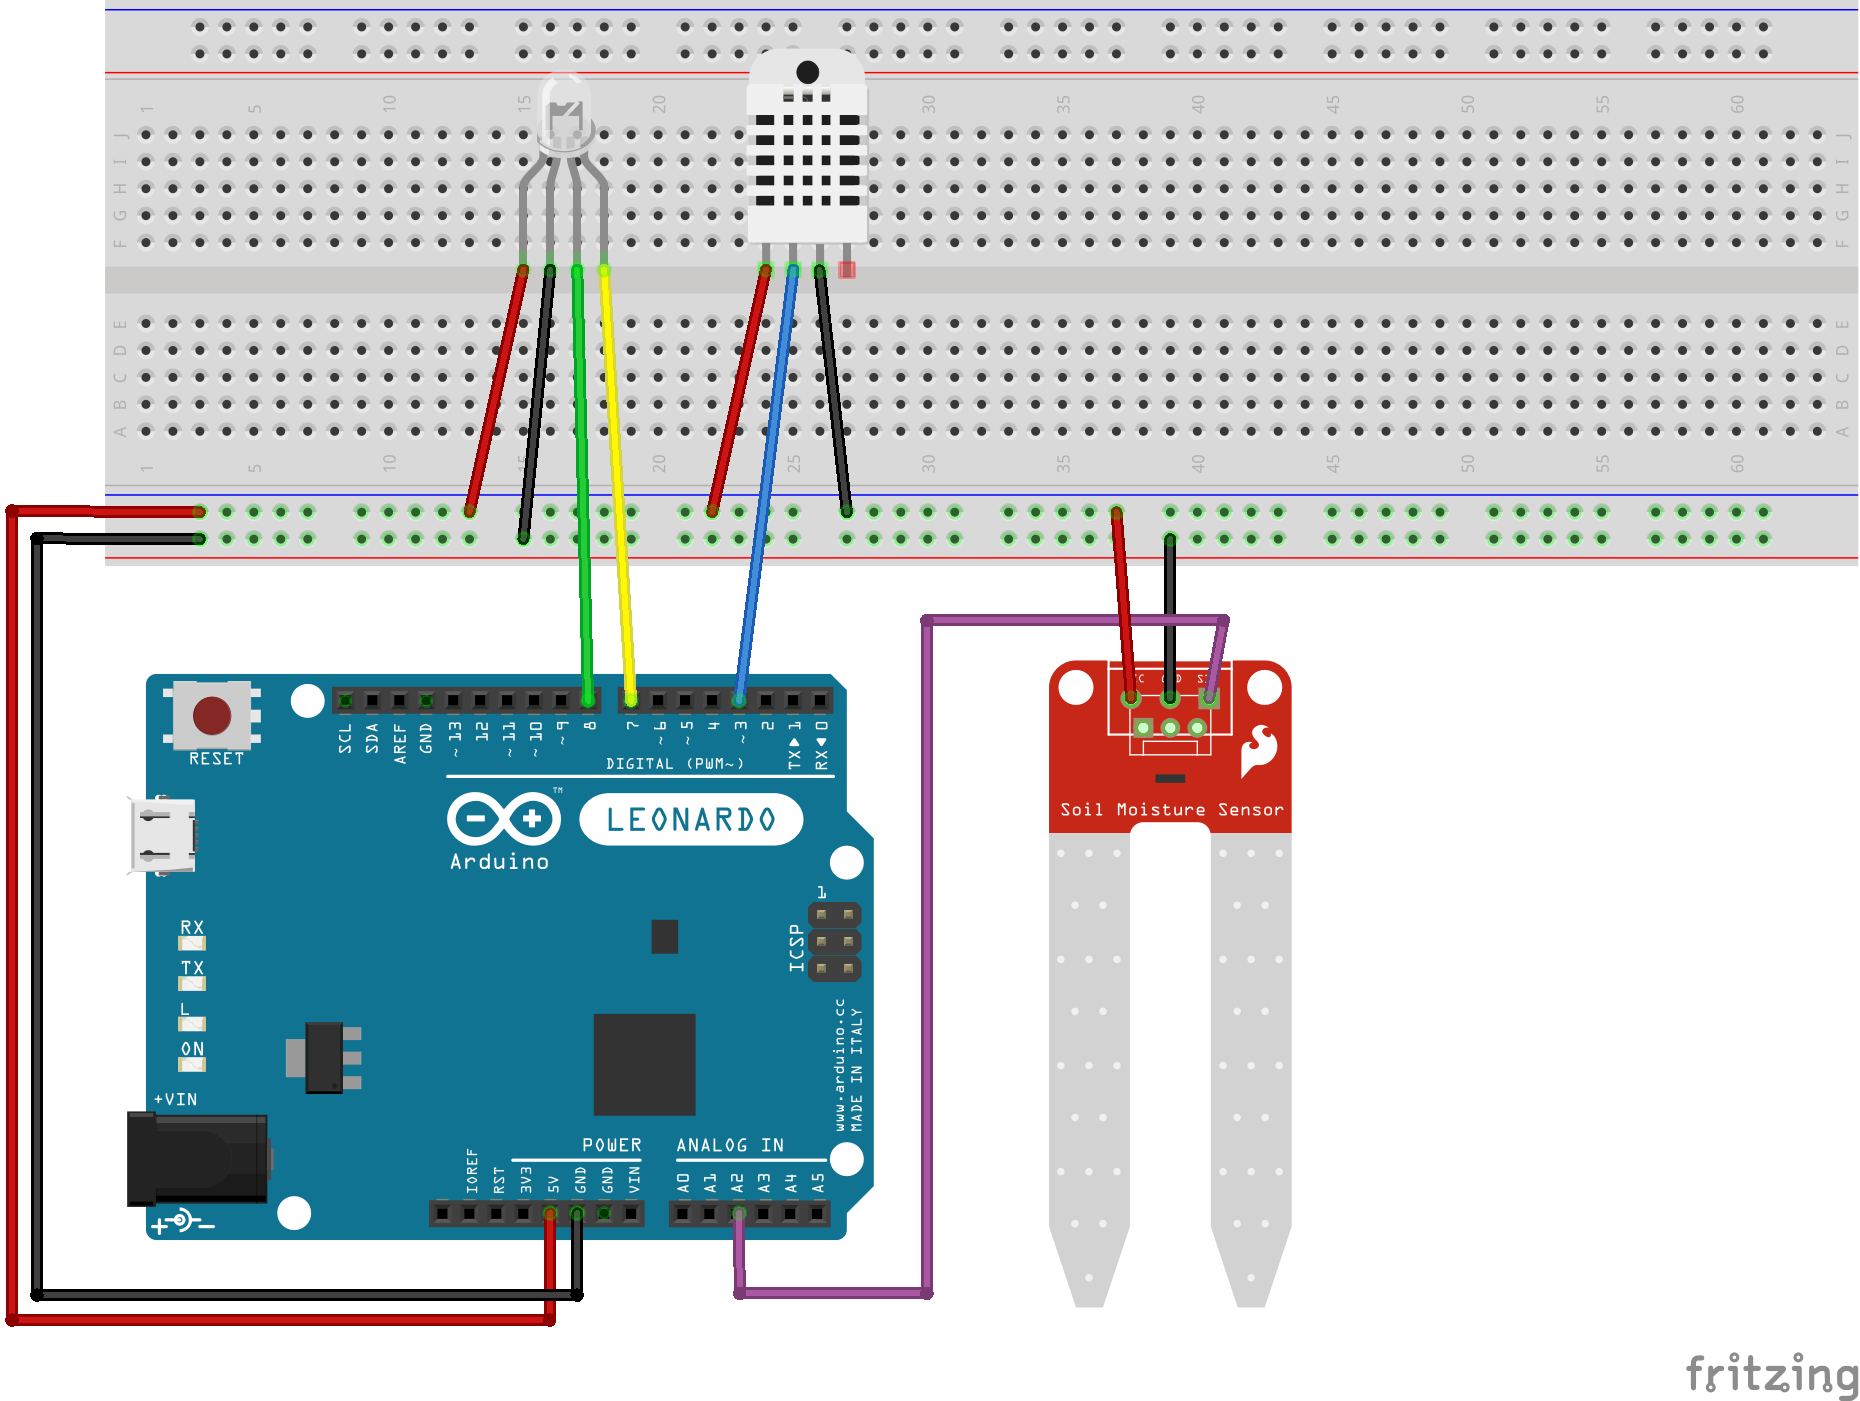 1 5 10 15 20 30 35 40 45 50 55 60
J J
I I
H H
G G
F F
E E
D D
C C
B B
A A
1 5 10 20 25 30 35 40 45 50 55 60
RESET
SCL SDA AREF GND ~13 12 ~11 ~10 ~9 8 7 ~6 ~5 4 ~3 2 TX▶1 RX◀0
DIGITAL (PWM~)
TM
LEONARDO
Arduino
Soil Moisture Sensor
1
ICSP
RX
TX
L
ON
+VIN
www.arduino.cc
MADE IN ITALY
POWER
ANALOG IN
IOREF RST 3V3 5V GND GND VIN
A0 A1 A2 A3 A4 A5
fritzing